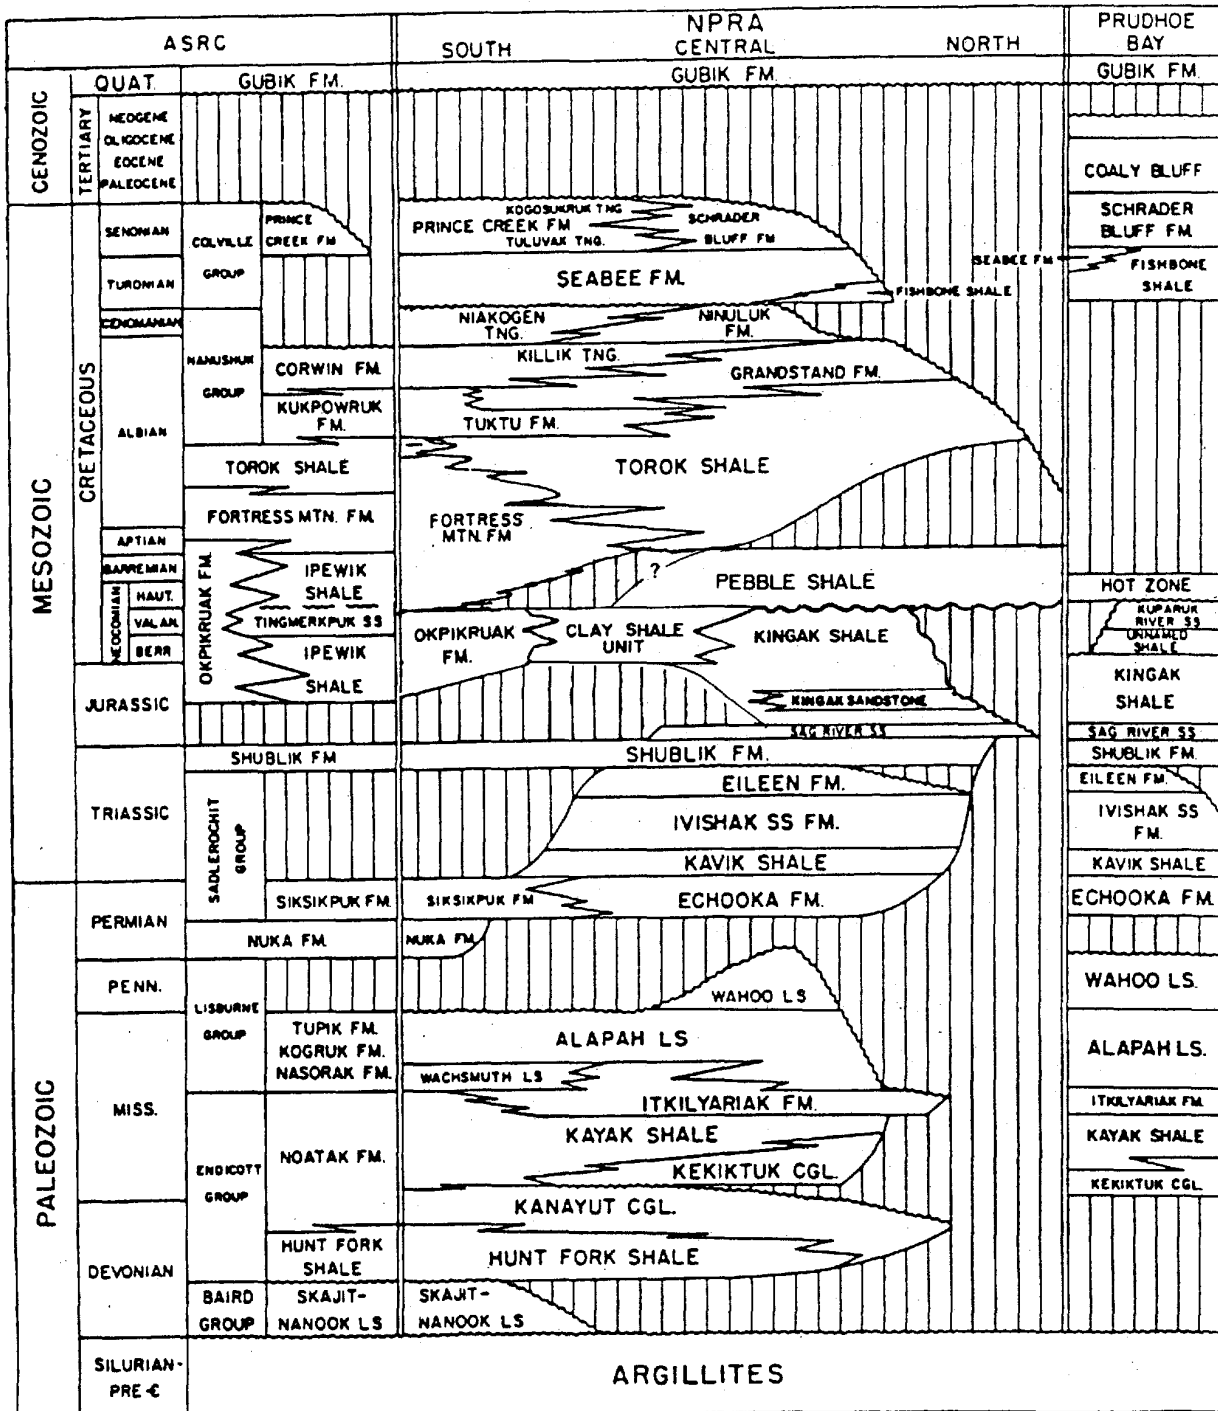 ASRC
NPRA
SOUTH
CENTRAL
NORTH
PRUDHOE
BAY
CENOZOIC
QUAT.
GUBIK FM.
GUBIK FM.
GUBIK FM.
TERTIARY
NEOGENE
OLIGOCENE
EOCENE
PALEOCENE
COALY BLUFF
MESOZOIC
CRETACEOUS
SENONIAN
COLVILLE
GROUP
PRINCE
CREEK FM
KOGOSUKRUK TNG
PRINCE CREEK FM
TULUVAK TNG.
SCHRADER
BLUFF FM
SCHRADER
BLUFF FM.
TURONIAN
SEABEE FM.
FISHBONE SHALE
SEABEE FM
FISHBONE
SHALE
CENOMANIAN
NIAKOGEN
TNG.
NINULUK
FM.
ALBIAN
NANUSHUK
GROUP
CORWIN FM.
KILLIK TNG.
GRANDSTAND FM.
KUKPOWRUK
FM.
TUKTU FM.
TOROK SHALE
TOROK SHALE
FORTRESS MTN. FM.
FORTRESS
MTN. FM
APTIAN
BARREMIAN
NEOCOMIAN
HAUT.
VALAN.
BERR
OKPIKRUAK FM.
IPEWIK
SHALE
TINGMERKPUK SS
IPEWIK
SHALE
?
PEBBLE SHALE
HOT ZONE
OKPIKRUAK
FM.
CLAY SHALE
UNIT
KINGAK SHALE
KUPARUK
RIVER SS
UNNAMED
SHALE
JURASSIC
KINGAK SANDSTONE
KINGAK
SHALE
SAG RIVER SS
SAG RIVER SS
TRIASSIC
SHUBLIK FM
SHUBLIK FM.
SHUBLIK FM.
SADLEROCHIT
GROUP
EILEEN FM.
EILEEN FM.
IVISHAK SS FM.
IVISHAK SS
FM.
KAVIK SHALE
KAVIK SHALE
PALEOZOIC
PERMIAN
SIKSIKPUK FM.
SIKSIKPUK FM
ECHOOKA FM.
ECHOOKA FM.
NUKA FM.
NUKA FM.
PENN.
LISBURNE
GROUP
WAHOO LS
WAHOO LS.
MISS.
TUPIK FM.
KOGRUK FM.
NASORAK FM.
ALAPAH LS
ALAPAH LS.
WACHSMUTH LS
ITKILYARIAK FM.
ITKILYARIAK FM.
ENDICOTT
GROUP
NOATAK FM.
KAYAK SHALE
KAYAK SHALE
KEKIKTUK CGL.
KEKIKTUK CGL.
KANAYUT CGL.
DEVONIAN
HUNT FORK
SHALE
HUNT FORK SHALE
BAIRD
GROUP
SKAJIT-
NANOOK LS
SKAJIT-
NANOOK LS
SILURIAN-
PRE-Є
ARGILLITES